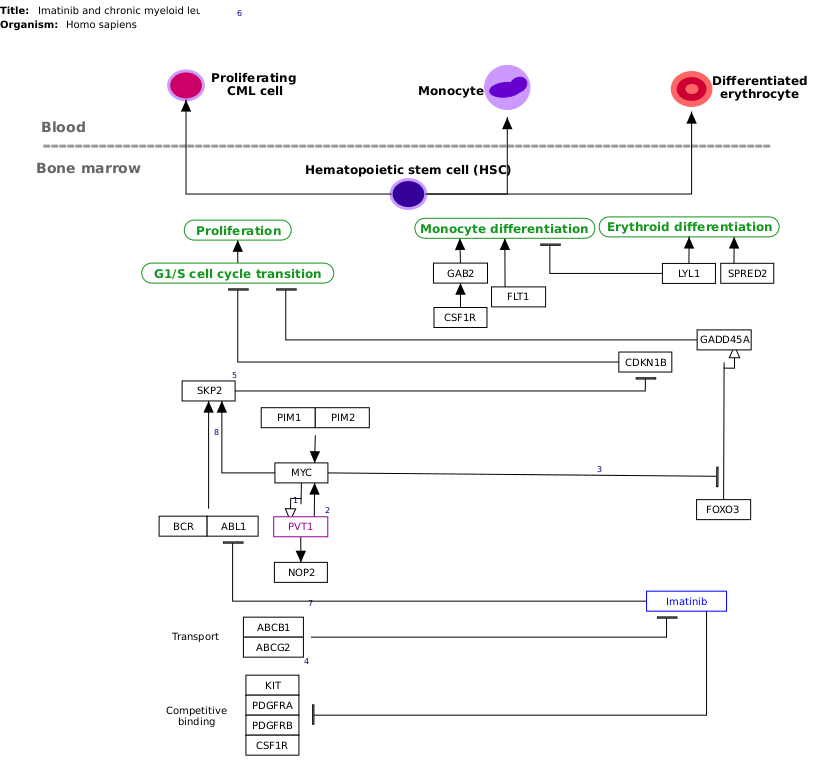 Title: Imatinib and chronic myeloid
Organism: Homo sapiens
6
Proliferating
CML cell
Monocyte
Differentiated
erythrocyte
Blood
Bone marrow
Hematopoietic stem cell (HSC)
Proliferation
Monocyte differentiation
Erythroid differentiation
G1/S cell cycle transition
GAB2
LYL1
SPRED2
FLT1
CSF1R
GADD45A
CDKN1B
5
SKP2
PIM1
PIM2
8
MYC
3
1
2
FOXO3
BCR
ABL1
PVT1
NOP2
Imatinib
7
Transport
ABCB1
ABCG2
4
Competitive
binding
KIT
PDGFRA
PDGFRB
CSF1R